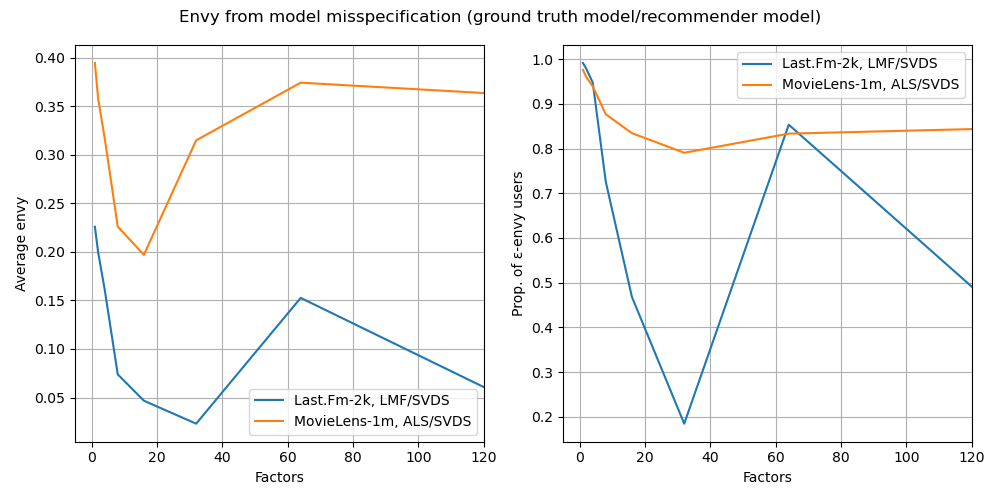 Envy from model misspecification (ground truth model/recommender model)
Average envy
0.40
0.35
0.30
0.25
0.20
0.15
0.10
0.05
0 20 40 60 80 100 120
Factors
Last.Fm-2k, LMF/SVDS
MovieLens-1m, ALS/SVDS
Prop. of ε-envy users
1.0
0.9
0.8
0.7
0.6
0.5
0.4
0.3
0.2
0 20 40 60 80 100 120
Factors
Last.Fm-2k, LMF/SVDS
MovieLens-1m, ALS/SVDS